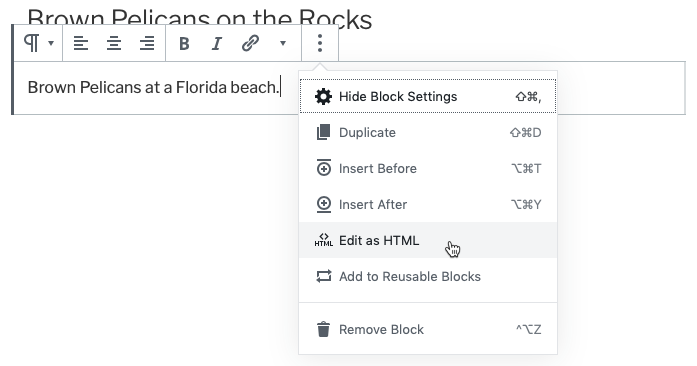 Brown Pelicans on the Rocks
¶ B I
Brown Pelicans at a Florida beach.
Hide Block Settings ⇧⌘,
Duplicate ⇧⌘D
Insert Before ⌥⌘T
Insert After ⌥⌘Y
HTML Edit as HTML
Add to Reusable Blocks
Remove Block ^⌥Z